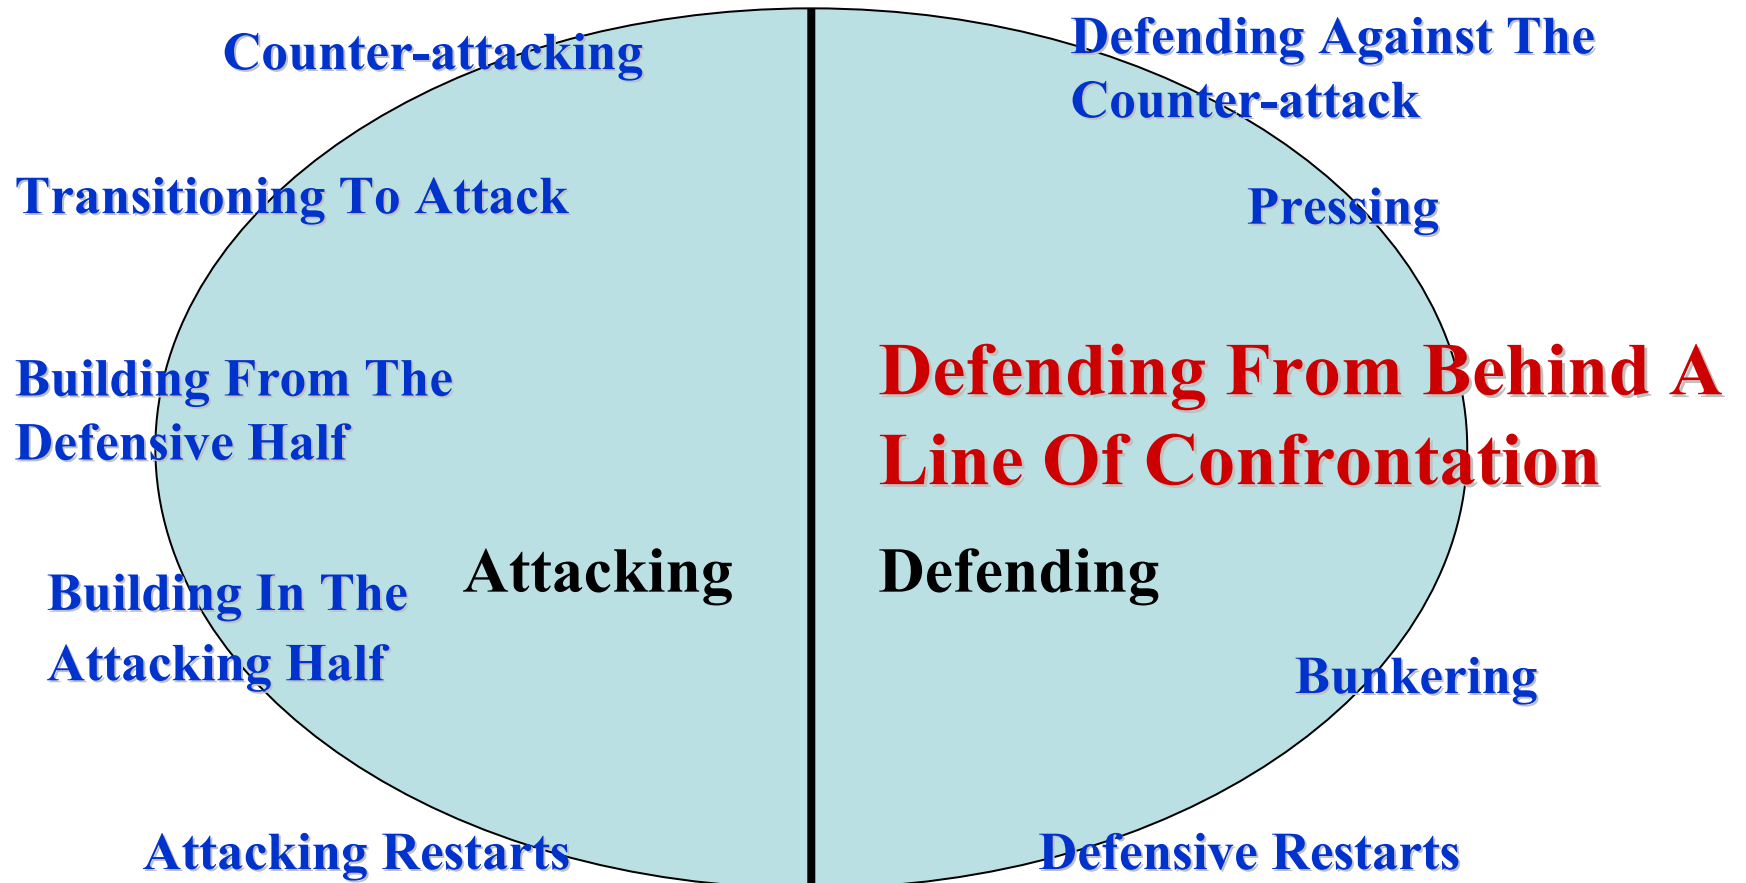 Counter-attacking
Transitioning To Attack
Building From The
Defensive Half
Building In The
Attacking Half
Attacking Restarts
Attacking
Defending Against The
Counter-attack
Pressing
Defending From Behind A
Line Of Confrontation
Defending
Bunkering
Defensive Restarts